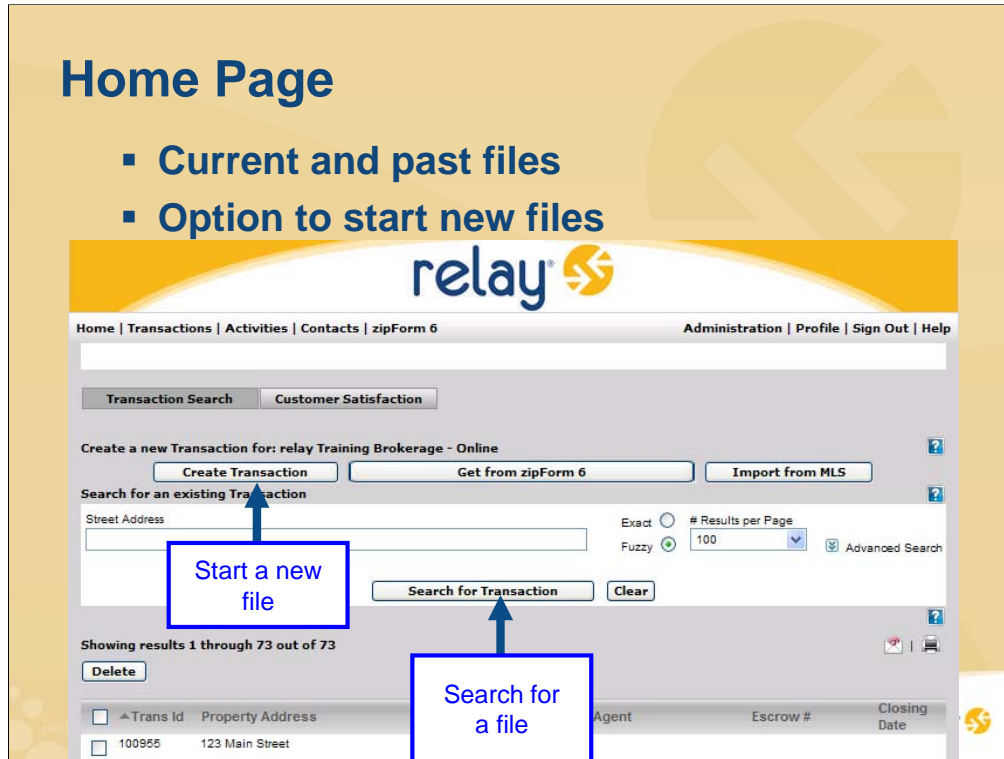 Home Page
▪ Current and past files
▪ Option to start new files
relay®
Home | Transactions | Activities | Contacts | zipForm 6 Administration | Profile | Sign Out | Help
Transaction Search Customer Satisfaction
Create a new Transaction for: relay Training Brokerage - Online ?
Create Transaction Get from zipForm 6 Import from MLS
Search for an existing Transaction ?
Street Address Exact # Results per Page
Fuzzy 100 Advanced Search
Start a new
file
Search for Transaction Clear
?
Showing results 1 through 73 out of 73
Delete
Search for
a file
Trans Id Property Address Agent Escrow # Closing
Date
100955 123 Main Street